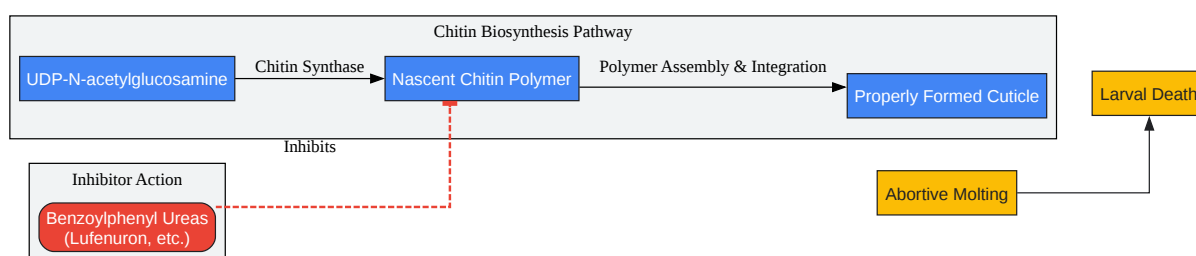 Chitin Biosynthesis Pathway
UDP-N-acetylglucosamine
Chitin Synthase
Nascent Chitin Polymer
Polymer Assembly & Integration
Properly Formed Cuticle
Larval Death
Inhibits
Inhibitor Action
Benzoylphenyl Ureas
(Lufenuron, etc.)
Abortive Molting